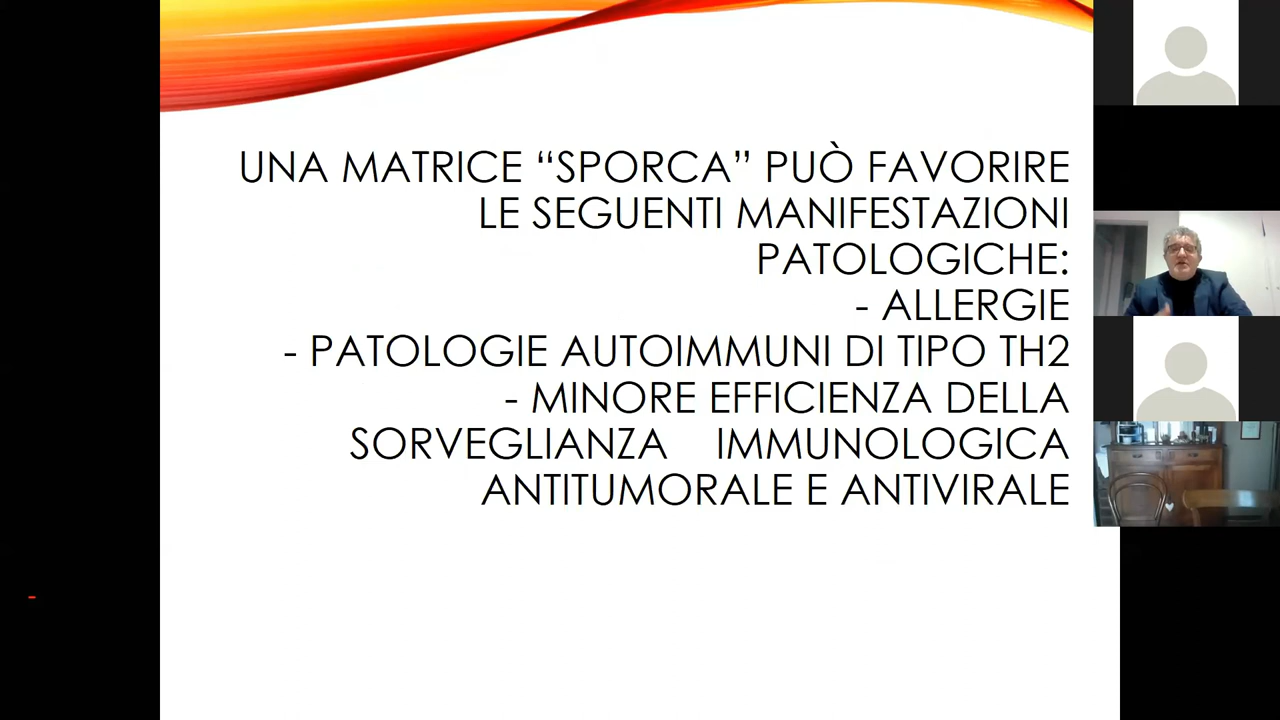 UNA MATRICE “SPORCA” PUÒ FAVORIRE
LE SEGUENTI MANIFESTAZIONI
PATOLOGICHE:
- ALLERGIE
- PATOLOGIE AUTOIMMUNI DI TIPO TH2
- MINORE EFFICIENZA DELLA
SORVEGLIANZA IMMUNOLOGICA
ANTITUMORALE E ANTIVIRALE